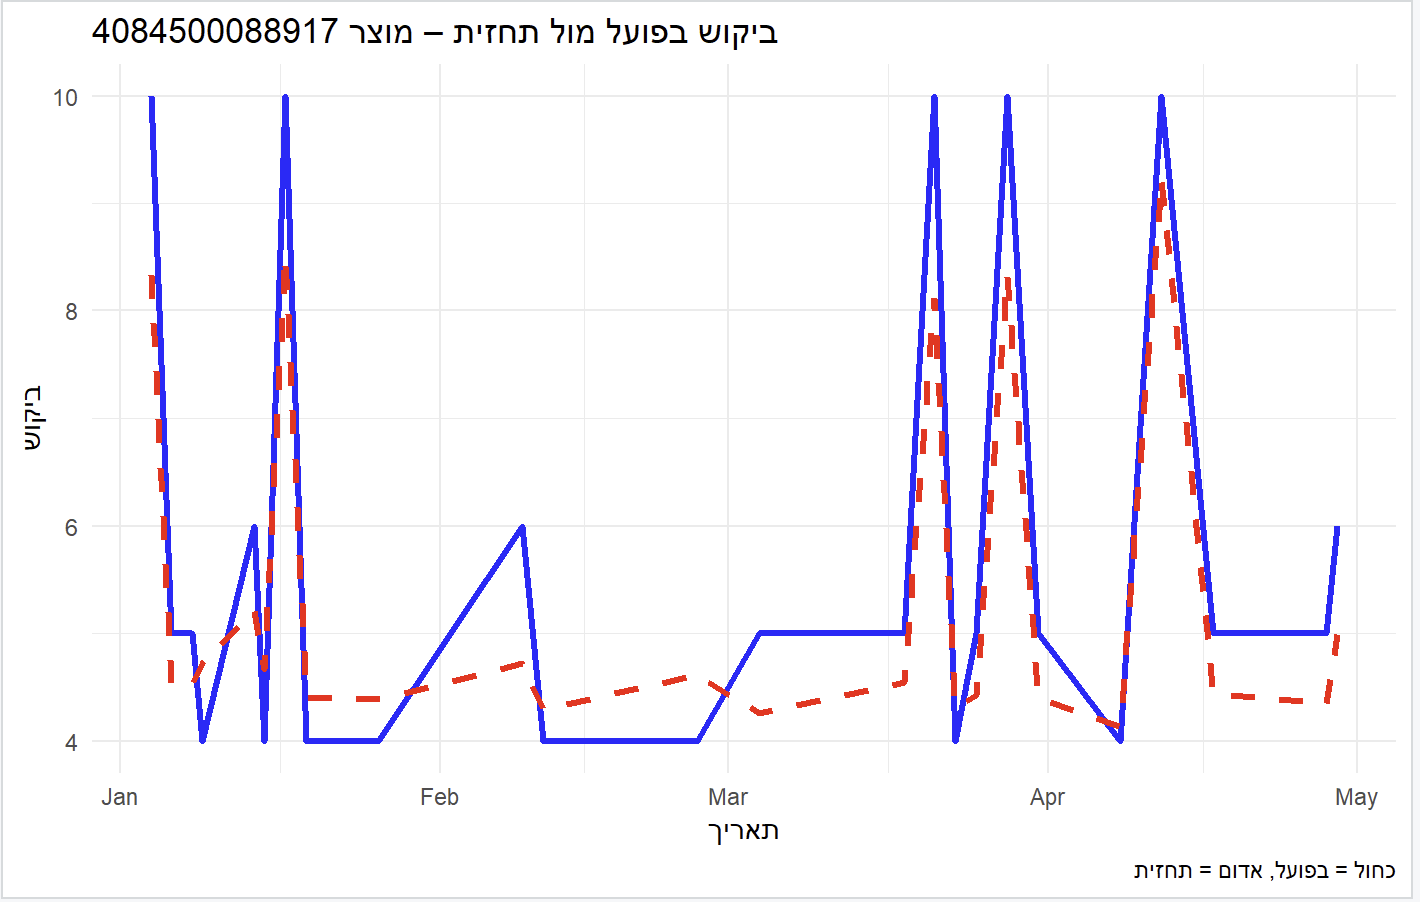 ביקוש בפועל מול תחזית – מוצר 4084500088917
10
8
6
4
ביקוש
Jan Feb Mar Apr May
תאריך
כחול = בפועל, אדום = תחזית